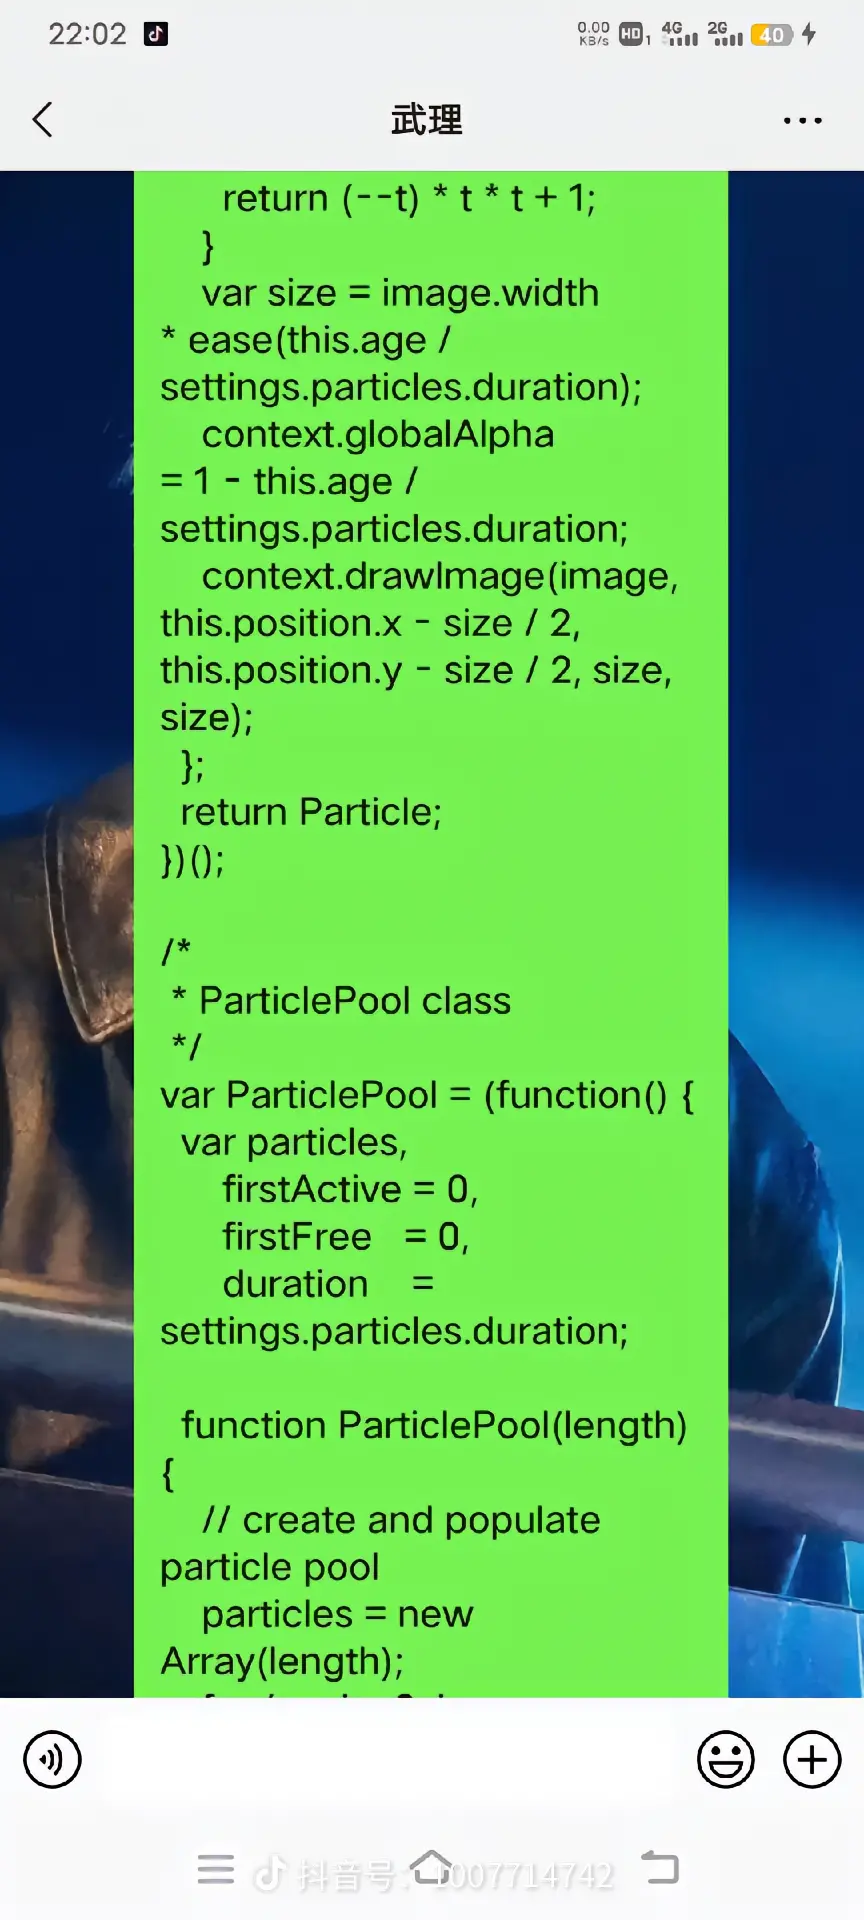 22:02
0.00 KB/s HD 1 4G 2G 40
武理
return (--t) * t * t + 1;
}
var size = image.width
* ease(this.age /
settings.particles.duration);
context.globalAlpha
= 1 - this.age /
settings.particles.duration;
context.drawImage(image,
this.position.x - size / 2,
this.position.y - size / 2, size,
size);
};
return Particle;
})();
/*
* ParticlePool class
*/
var ParticlePool = (function() {
var particles,
firstActive = 0,
firstFree = 0,
duration =
settings.particles.duration;
function ParticlePool(length)
{
// create and populate
particle pool
particles = new
Array(length);
抖音号: 1007714742